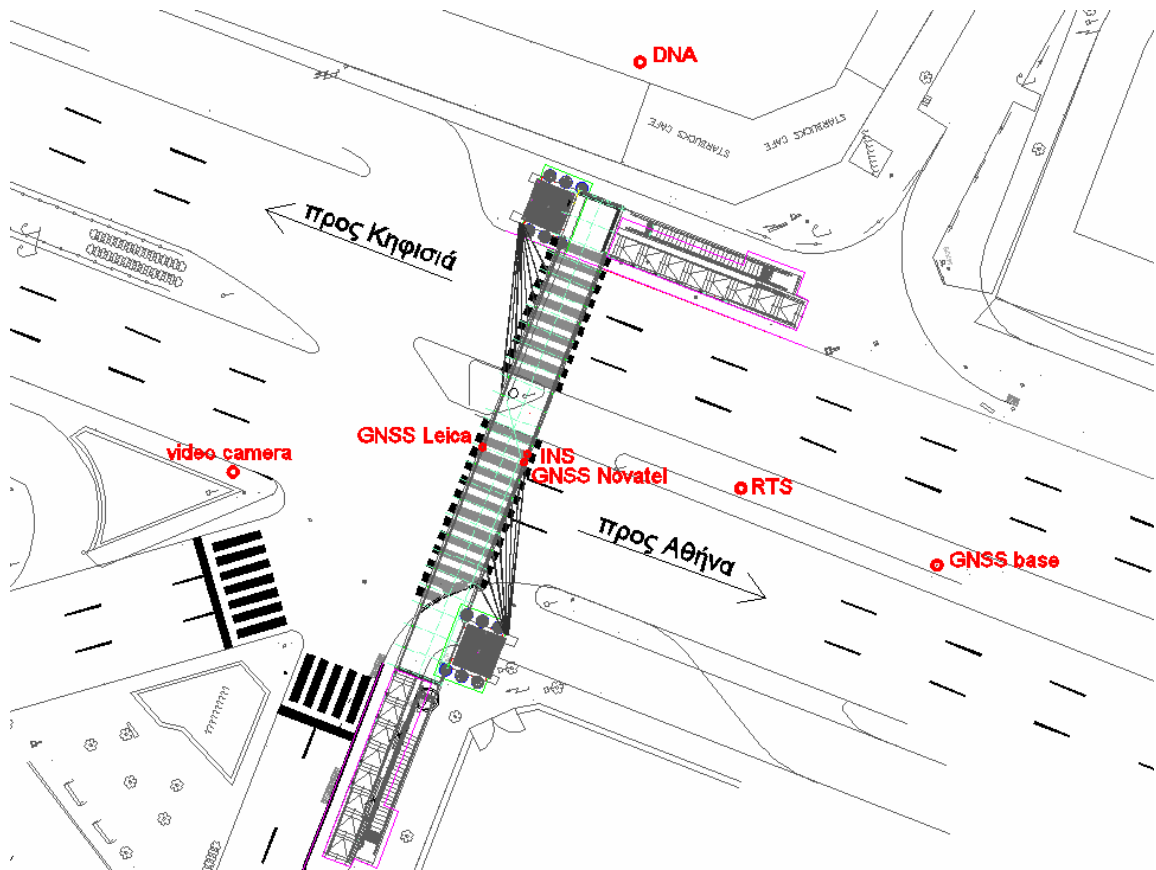 DNA
STARBUCKS CAFE
STARBUCKS CAFE
προς Κηφισιά
GNSS Leica
video camera
INS
GNSS Novatel
RTS
προς Αθήνα
GNSS base
????????